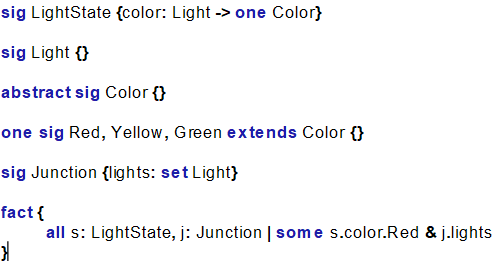 sig LightState {color: Light -> one Color}
sig Light {}
abstract sig Color {}
one sig Red, Yellow, Green extends Color {}
sig Junction {lights: set Light}
fact {
all s: LightState, j: Junction | some s.color.Red & j.lights
}